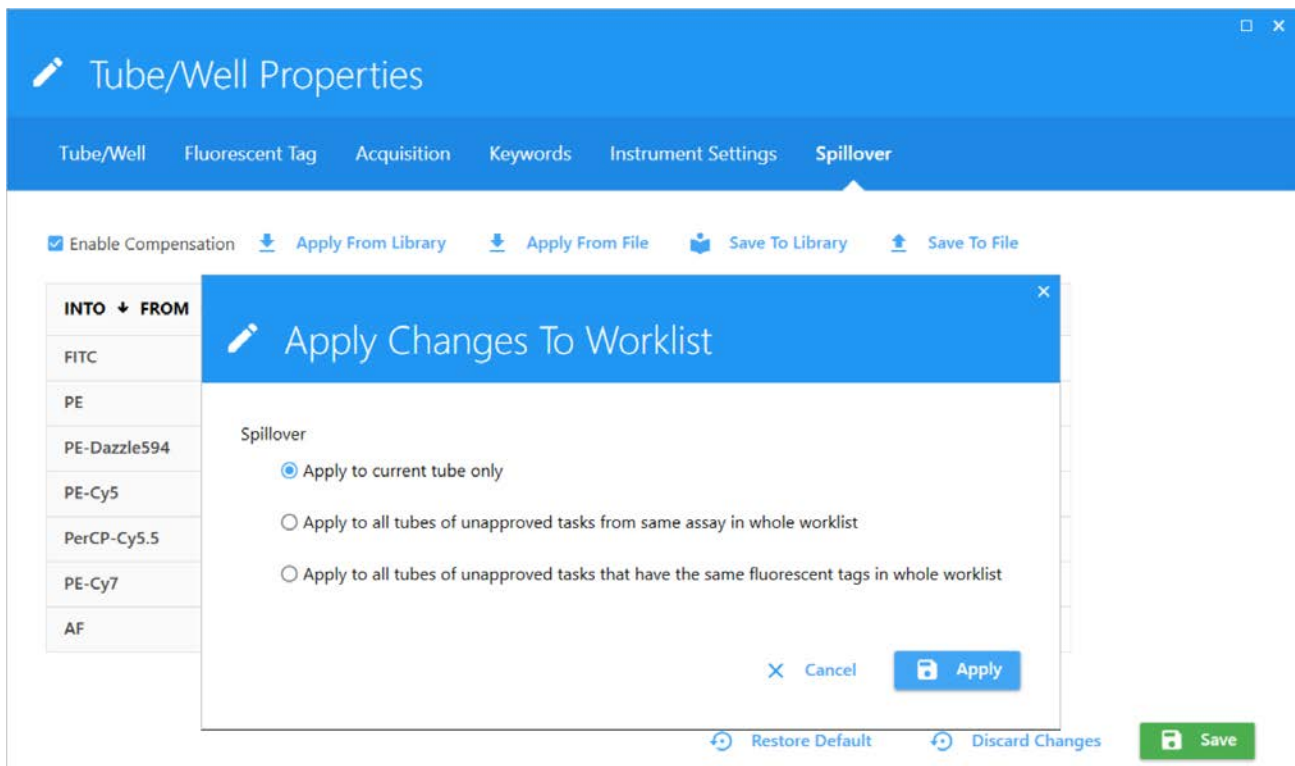 Tube/Well Properties
Tube/Well Fluorescent Tag Acquisition Keywords Instrument Settings Spillover
Enable Compensation Apply From Library Apply From File Save To Library Save To File
INTO ↓ FROM
FITC
PE
PE-Dazzle594
PE-Cy5
PerCP-Cy5.5
PE-Cy7
AF
Apply Changes To Worklist
Spillover
Apply to current tube only
Apply to all tubes of unapproved tasks from same assay in whole worklist
Apply to all tubes of unapproved tasks that have the same fluorescent tags in whole worklist
Cancel Apply
Restore Default Discard Changes Save